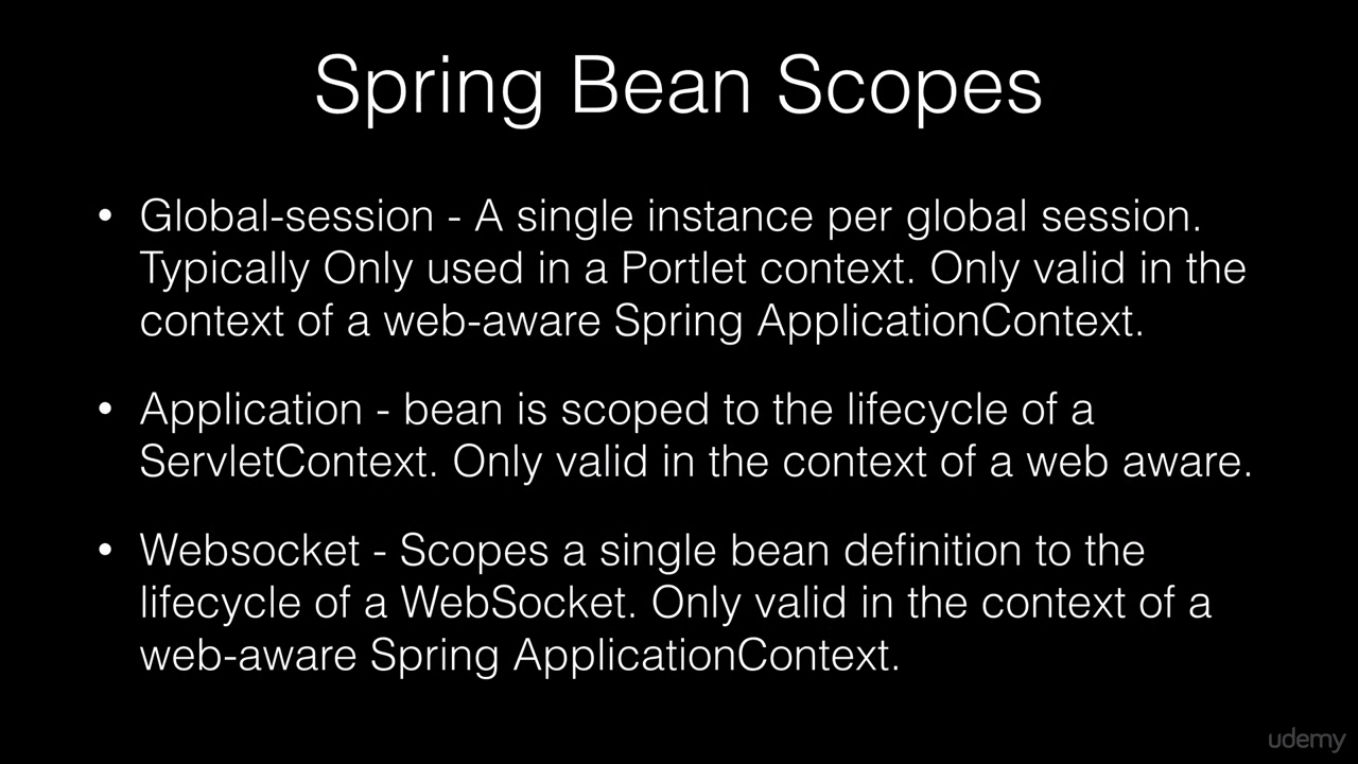 Spring Bean Scopes
• Global-session - A single instance per global session.
Typically Only used in a Portlet context. Only valid in the
context of a web-aware Spring ApplicationContext.
• Application - bean is scoped to the lifecycle of a
ServletContext. Only valid in the context of a web aware.
• Websocket - Scopes a single bean definition to the
lifecycle of a WebSocket. Only valid in the context of a
web-aware Spring ApplicationContext.
udemy